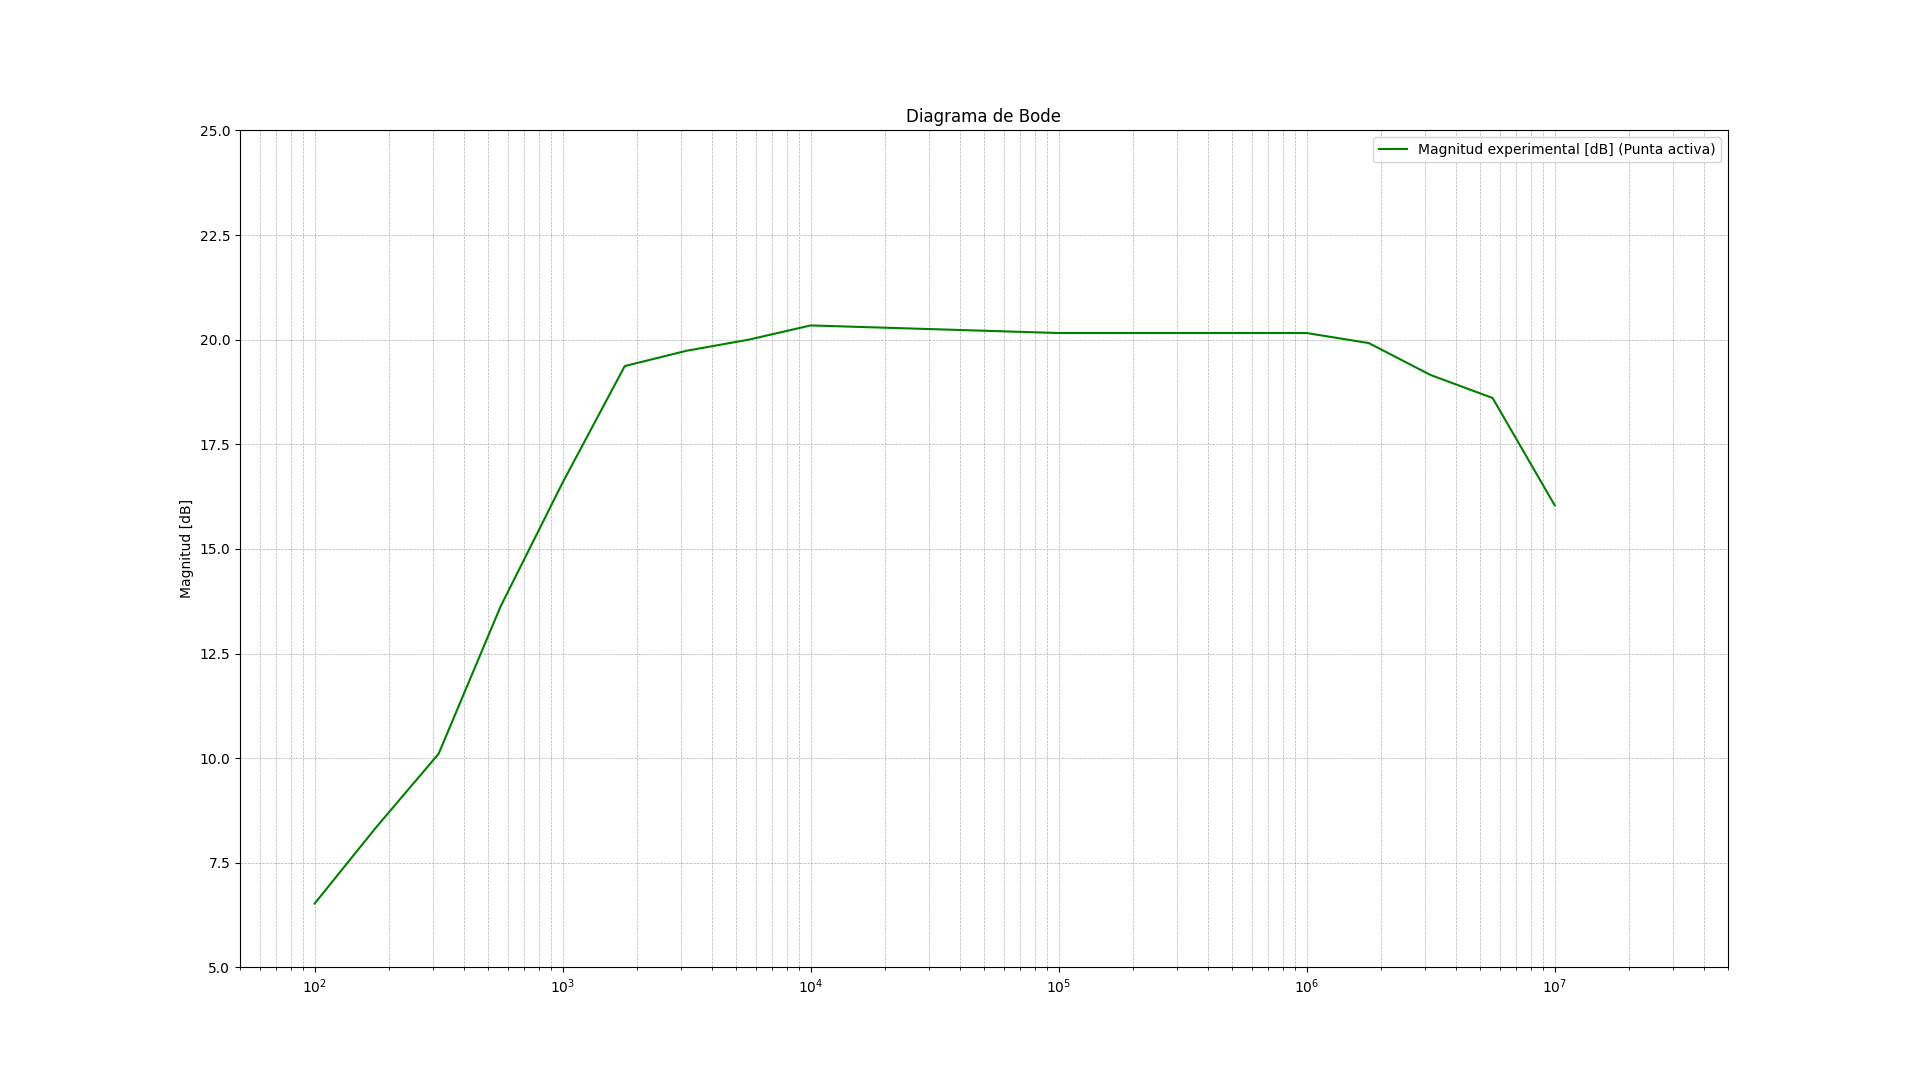 Diagrama de Bode
Magnitud experimental [dB] (Punta activa)
Magnitud [dB]
25.0
22.5
20.0
17.5
15.0
12.5
10.0
7.5
5.0
10² 10³ 10⁴ 10⁵ 10⁶ 10⁷